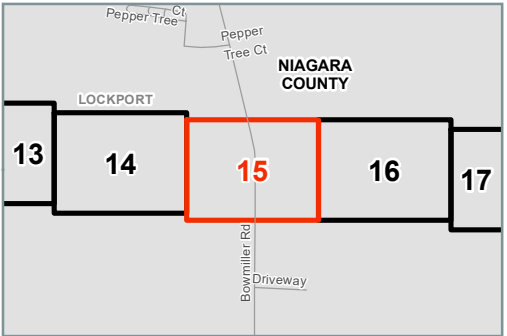 Pepper Tree Ct
Pepper
Tree Ct
NIAGARA
COUNTY
LOCKPORT
13
14
15
16
17
Bowmiller Rd
Driveway